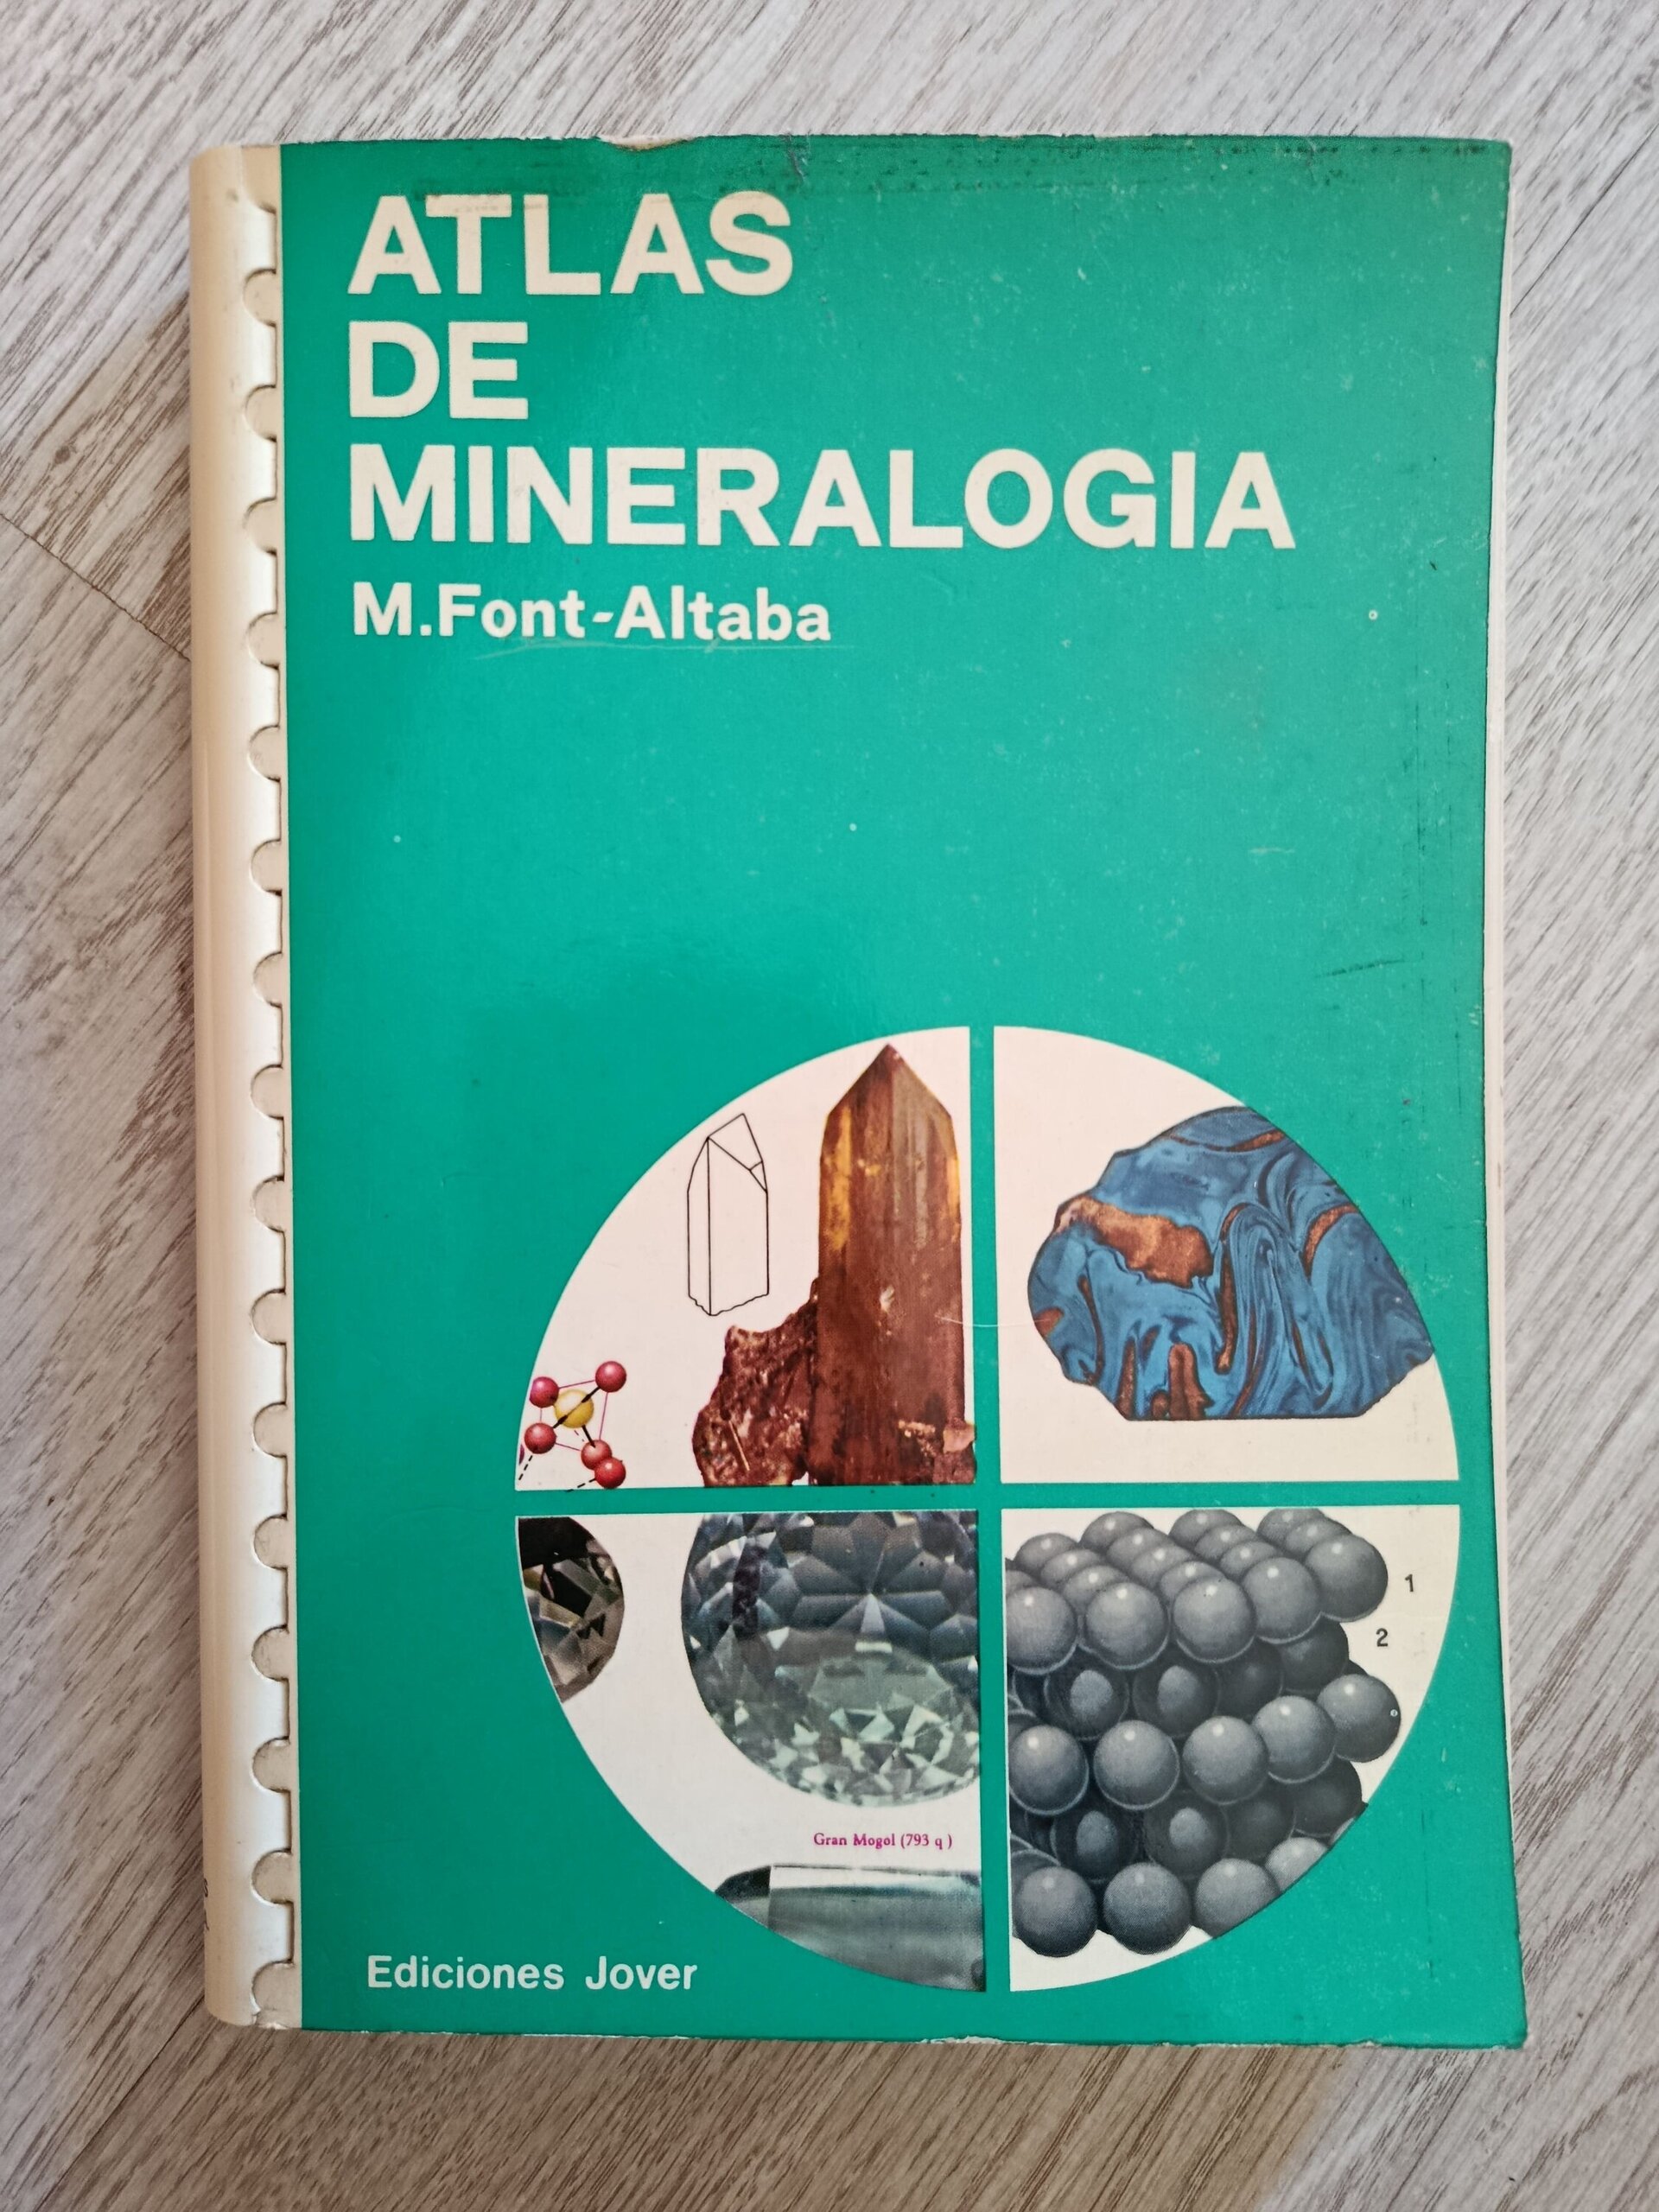 ATLAS
DE
MINERALOGIA
M.Font-Altaba
1
2
Gran Mogol (793 q)
Ediciones Jover